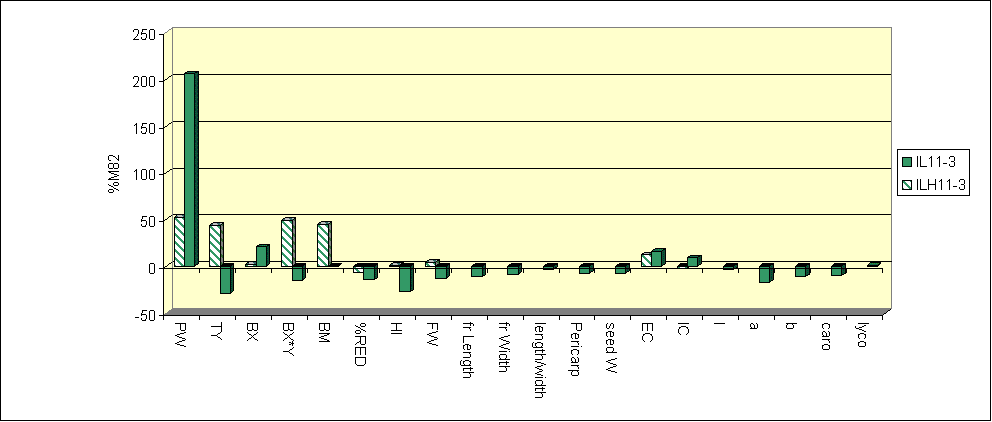 250
200
150
100
50
0
-50
%M82
PW
TY
BX
BX*Y
BM
%RED
HI
FW
fr Length
fr Width
length/width
Pericarp
seed W
EC
IC
l
a
b
caro
lyco
IL11-3
ILH11-3